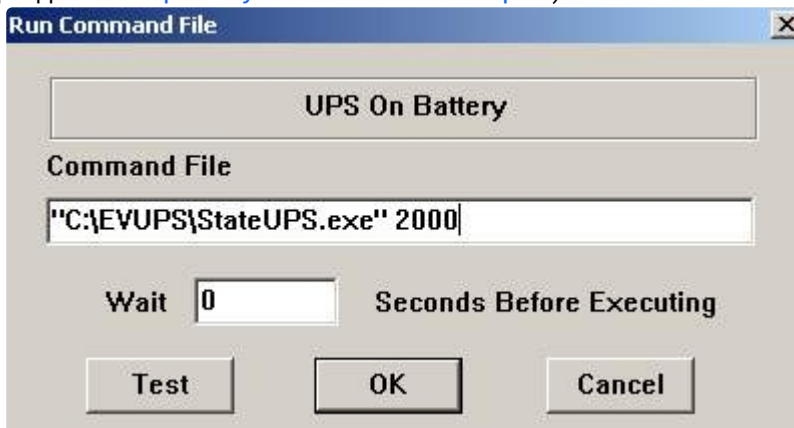 Run Command File
UPS On Battery
Command File
"C:\EVUPS\StateUPS.exe" 2000
Wait 0 Seconds Before Executing
Test OK Cancel